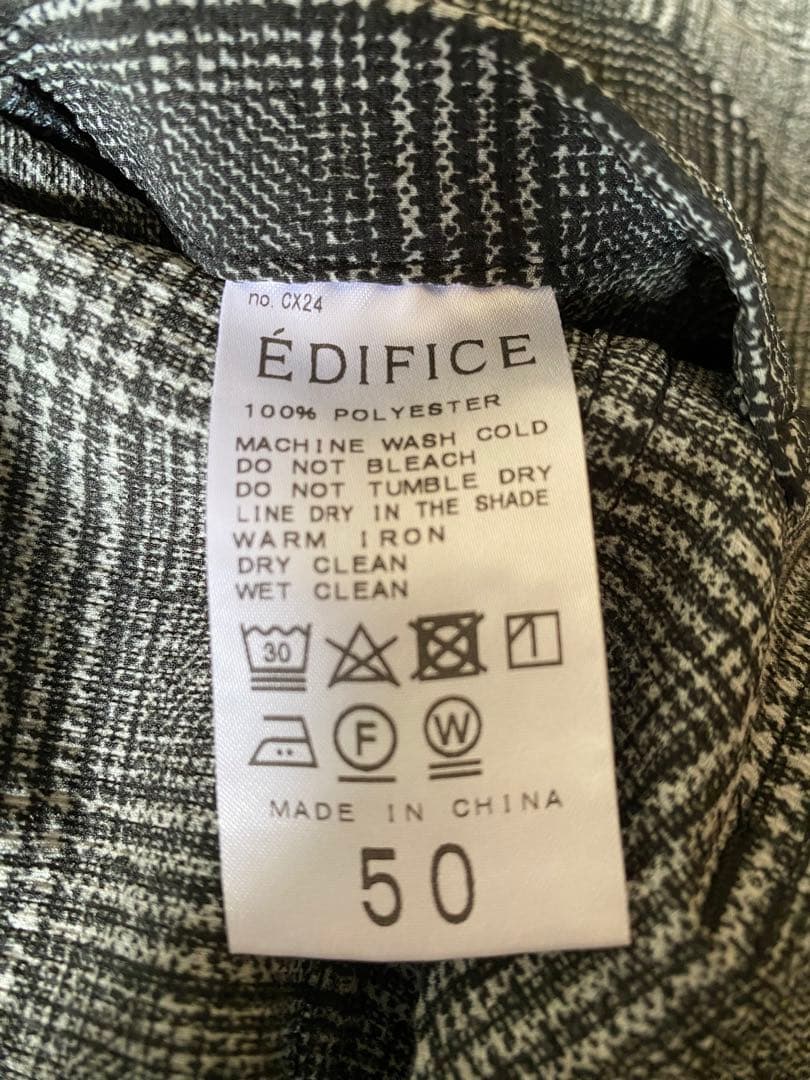 no. CX24
ÉDIFICE
100% POLYESTER
MACHINE WASH COLD
DO NOT BLEACH
DO NOT TUMBLE DRY
LINE DRY IN THE SHADE
WARM IRON
DRY CLEAN
WET CLEAN
30
F W
MADE IN CHINA
50